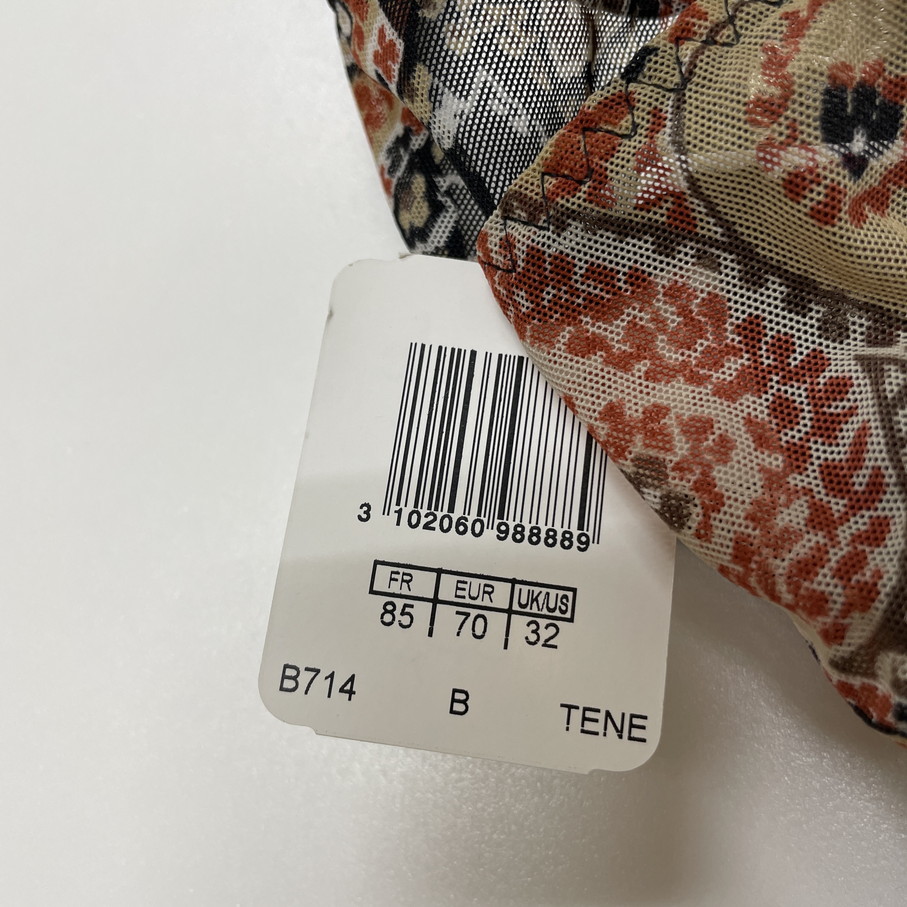 3 102060 988889
FR EUR UK/US
85 70 32
B714 B TENE